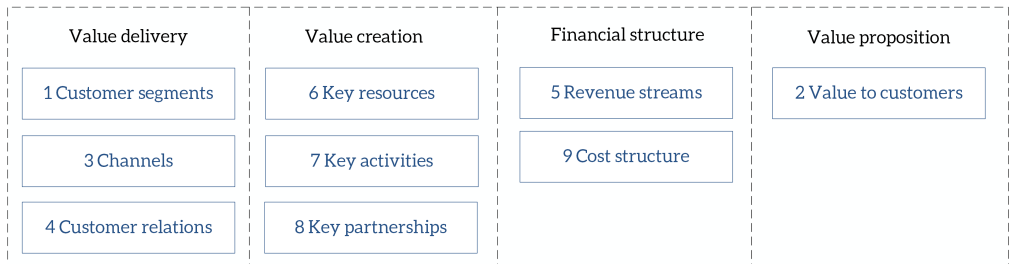 Value delivery
1 Customer segments
3 Channels
4 Customer relations
Value creation
6 Key resources
7 Key activities
8 Key partnerships
Financial structure
5 Revenue streams
9 Cost structure
Value proposition
2 Value to customers